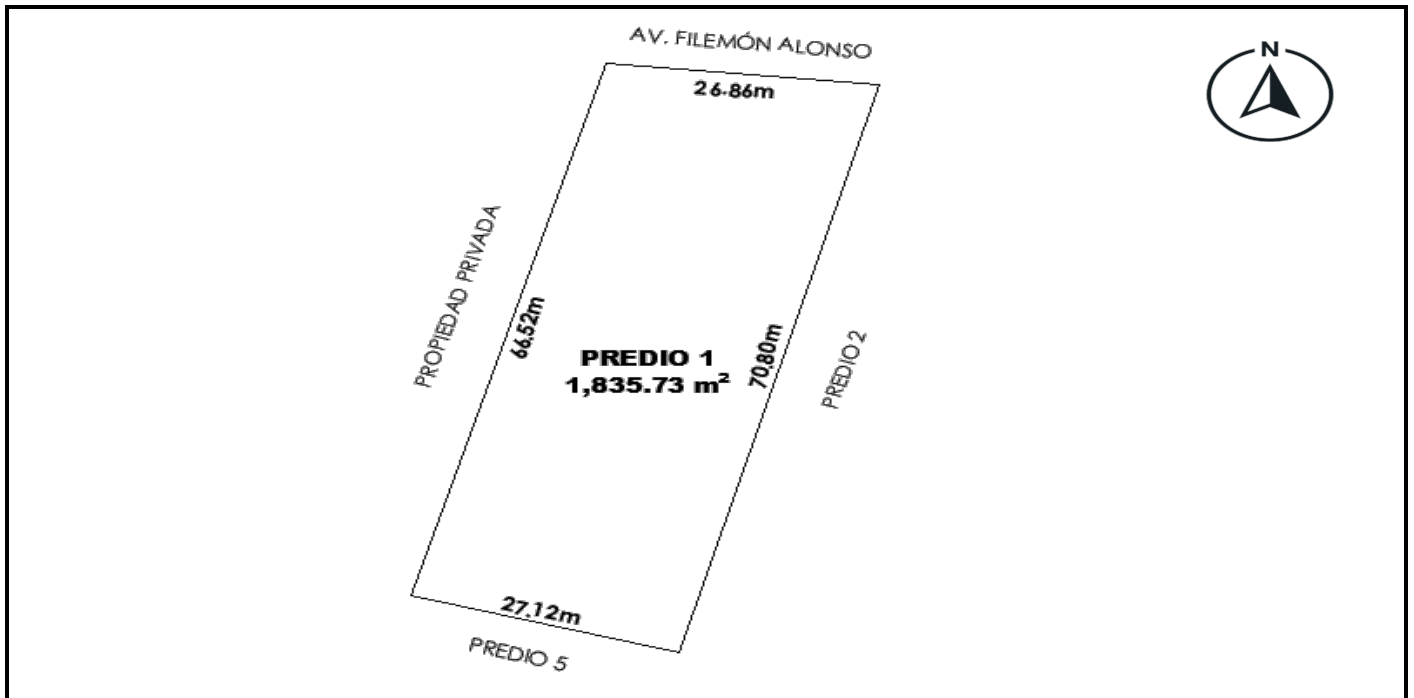 AV. FILEMÓN ALONSO
N
26.86m
PROPIEDAD PRIVADA
66.52m
PREDIO 1
1,835.73 m²
70.80m
PREDIO 2
27.12m
PREDIO 5